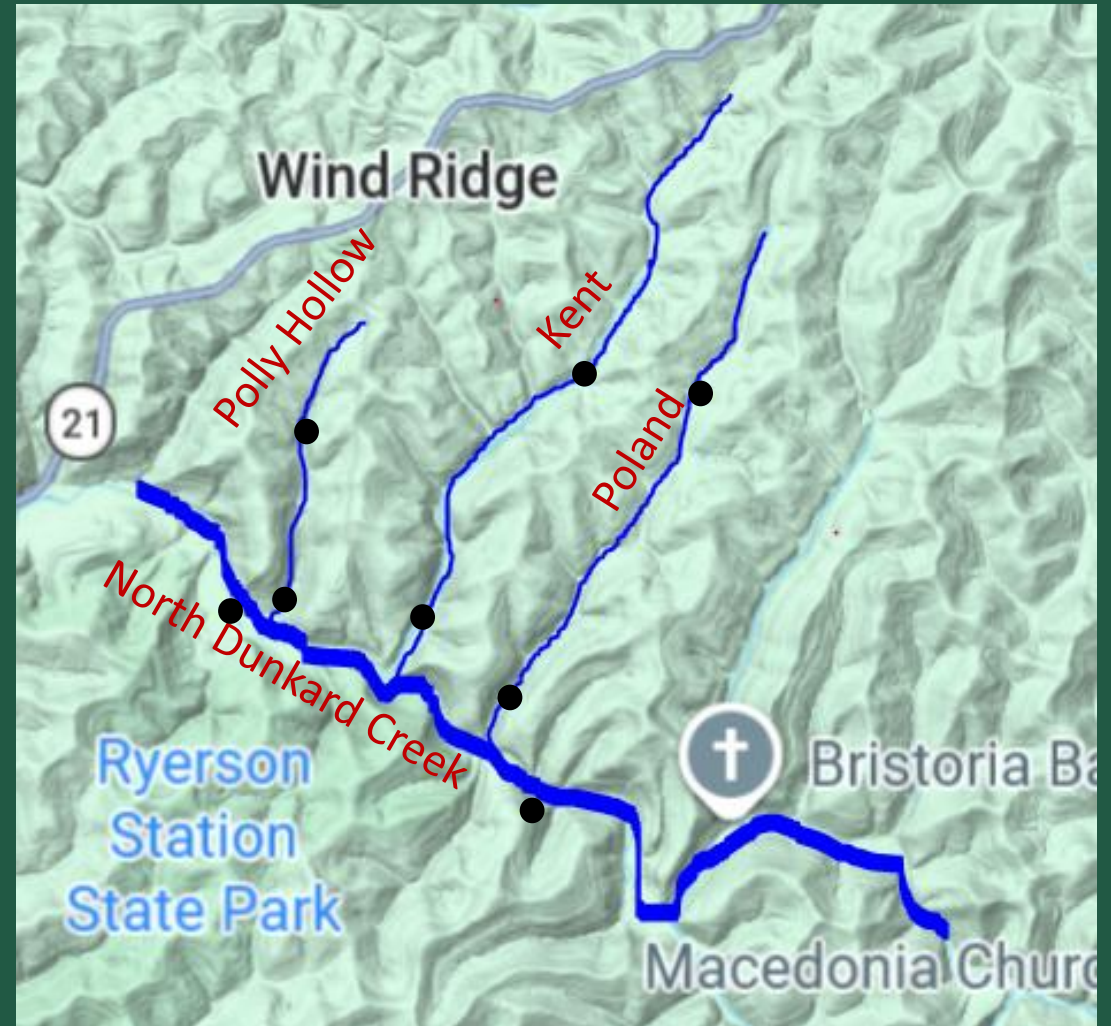 Wind Ridge
Polly Hollow
Kent
21
Poland
North Dunkard Creek
Ryerson
Station
State Park
Bristoria Ba
Macedonia Churc